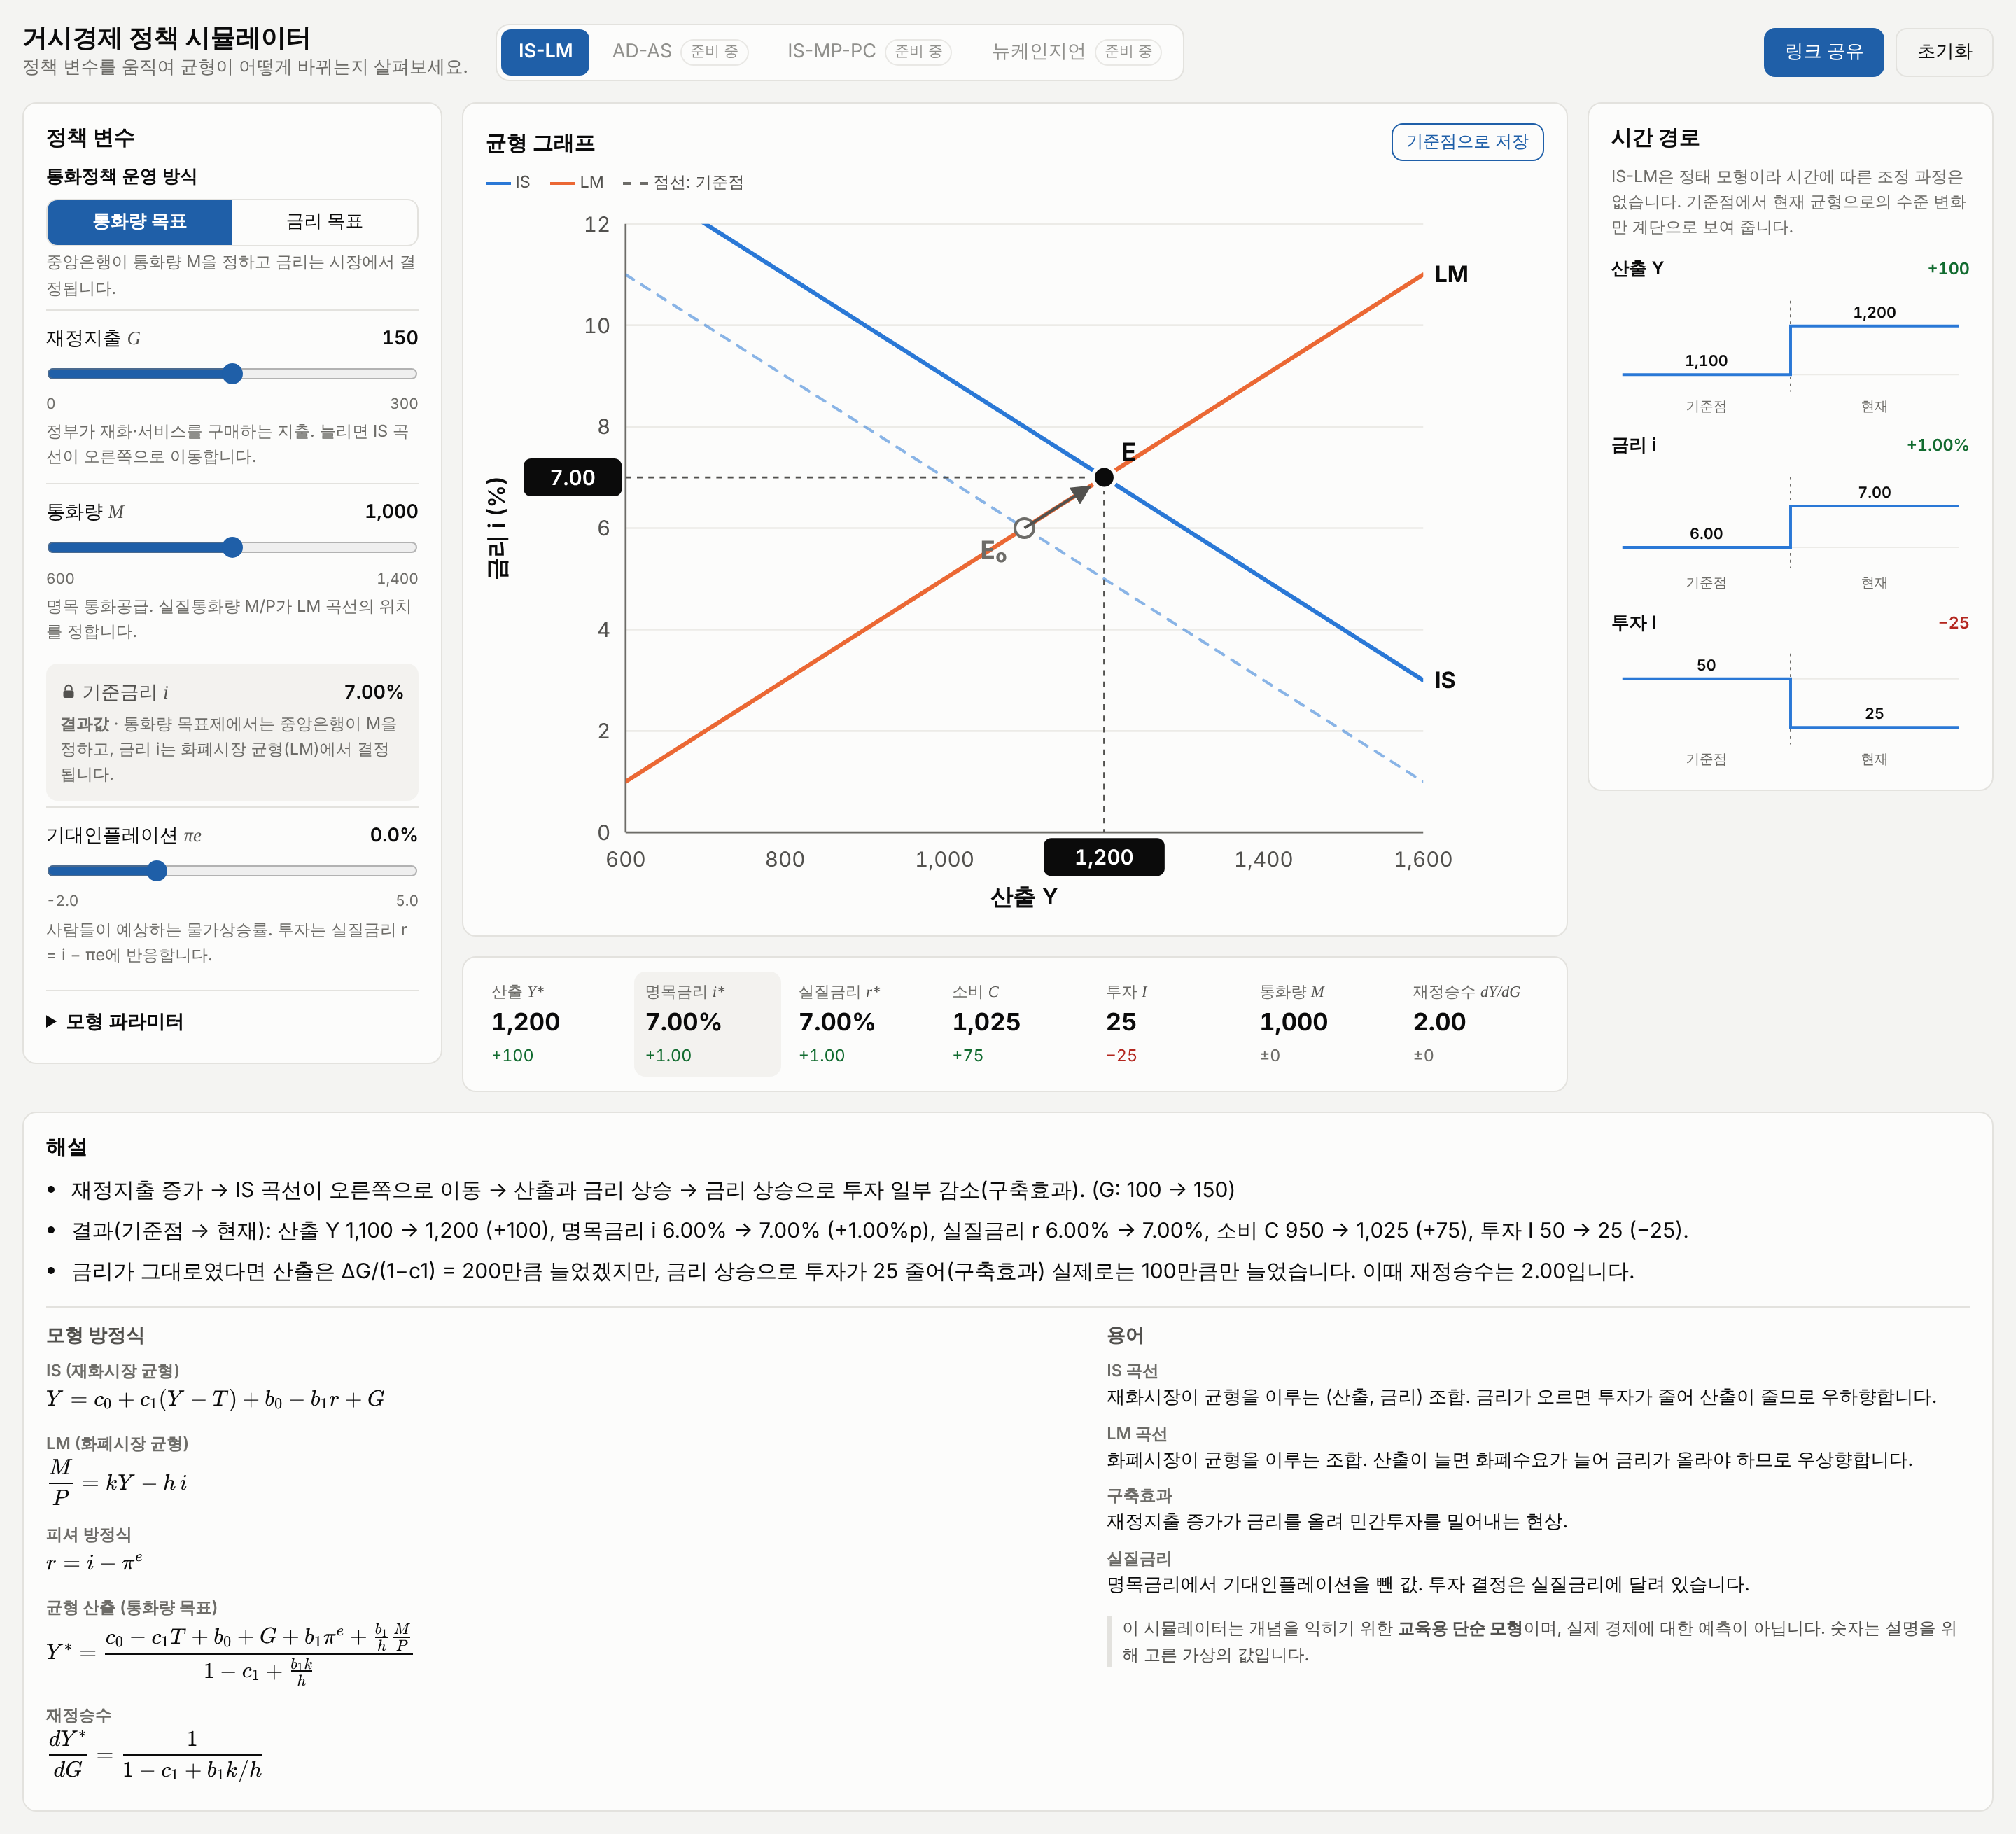 거시경제 정책 시뮬레이터
정책 변수를 움직여 균형이 어떻게 바뀌는지 살펴보세요.
IS-LM
AD-AS 준비 중
IS-MP-PC 준비 중
뉴케인지언 준비 중
링크 공유
초기화
정책 변수
통화정책 운영 방식
통화량 목표
금리 목표
중앙은행이 통화량 M을 정하고 금리는 시장에서 결
정됩니다.
재정지출 G 150
0 300
정부가 재화·서비스를 구매하는 지출. 늘리면 IS 곡
선이 오른쪽으로 이동합니다.
통화량 M 1,000
600 1,400
명목 통화공급. 실질통화량 M/P가 LM 곡선의 위치
를 정합니다.
기준금리 i 7.00%
결과값 · 통화량 목표제에서는 중앙은행이 M을
정하고, 금리 i는 화폐시장 균형(LM)에서 결정
됩니다.
기대인플레이션 πe 0.0%
-2.0 5.0
사람들이 예상하는 물가상승률. 투자는 실질금리 r
= i − πe에 반응합니다.
▶ 모형 파라미터
균형 그래프
기준점으로 저장
IS LM 점선: 기준점
12
10
8
6
4
2
0
7.00
금리 i (%)
LM
E
E₀
IS
600 800 1,000 1,200 1,400 1,600
산출 Y
산출 Y* 명목금리 i* 실질금리 r* 소비 C 투자 I 통화량 M 재정승수 dY/dG
1,200 7.00% 7.00% 1,025 25 1,000 2.00
+100 +1.00 +1.00 +75 −25 ±0 ±0
시간 경로
IS-LM은 정태 모형이라 시간에 따른 조정 과정은
없습니다. 기준점에서 현재 균형으로의 수준 변화
만 계단으로 보여 줍니다.
산출 Y +100
1,200
1,100
기준점 현재
금리 i +1.00%
7.00
6.00
기준점 현재
투자 I −25
50
25
기준점 현재
해설
• 재정지출 증가 → IS 곡선이 오른쪽으로 이동 → 산출과 금리 상승 → 금리 상승으로 투자 일부 감소(구축효과). (G: 100 → 150)
• 결과(기준점 → 현재): 산출 Y 1,100 → 1,200 (+100), 명목금리 i 6.00% → 7.00% (+1.00%p), 실질금리 r 6.00% → 7.00%, 소비 C 950 → 1,025 (+75), 투자 I 50 → 25 (−25).
• 금리가 그대로였다면 산출은 ΔG/(1−c1) = 200만큼 늘었겠지만, 금리 상승으로 투자가 25 줄어(구축효과) 실제로는 100만큼만 늘었습니다. 이때 재정승수는 2.00입니다.
모형 방정식
IS (재화시장 균형)
Y = c₀ + c₁(Y − T) + b₀ − b₁r + G
LM (화폐시장 균형)
M/P = kY − h i
피셔 방정식
r = i − πᵉ
균형 산출 (통화량 목표)
Y* = (c₀ − c₁T + b₀ + G + b₁πᵉ + (b₁/h)(M/P)) / (1 − c₁ + b₁k/h)
재정승수
dY*/dG = 1 / (1 − c₁ + b₁k/h)
용어
IS 곡선
재화시장이 균형을 이루는 (산출, 금리) 조합. 금리가 오르면 투자가 줄어 산출이 줄므로 우하향합니다.
LM 곡선
화폐시장이 균형을 이루는 조합. 산출이 늘면 화폐수요가 늘어 금리가 올라야 하므로 우상향합니다.
구축효과
재정지출 증가가 금리를 올려 민간투자를 밀어내는 현상.
실질금리
명목금리에서 기대인플레이션을 뺀 값. 투자 결정은 실질금리에 달려 있습니다.
이 시뮬레이터는 개념을 익히기 위한 교육용 단순 모형이며, 실제 경제에 대한 예측이 아닙니다. 숫자는 설명을 위
해 고른 가상의 값입니다.